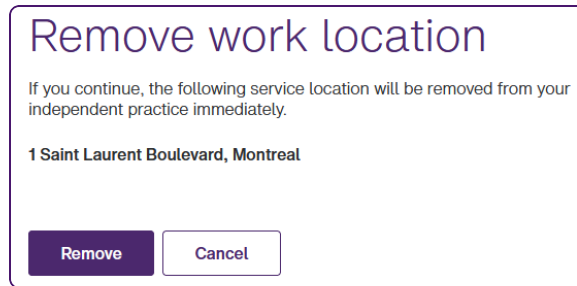 Remove work location
If you continue, the following service location will be removed from your
independent practice immediately.
1 Saint Laurent Boulevard, Montreal
Remove Cancel